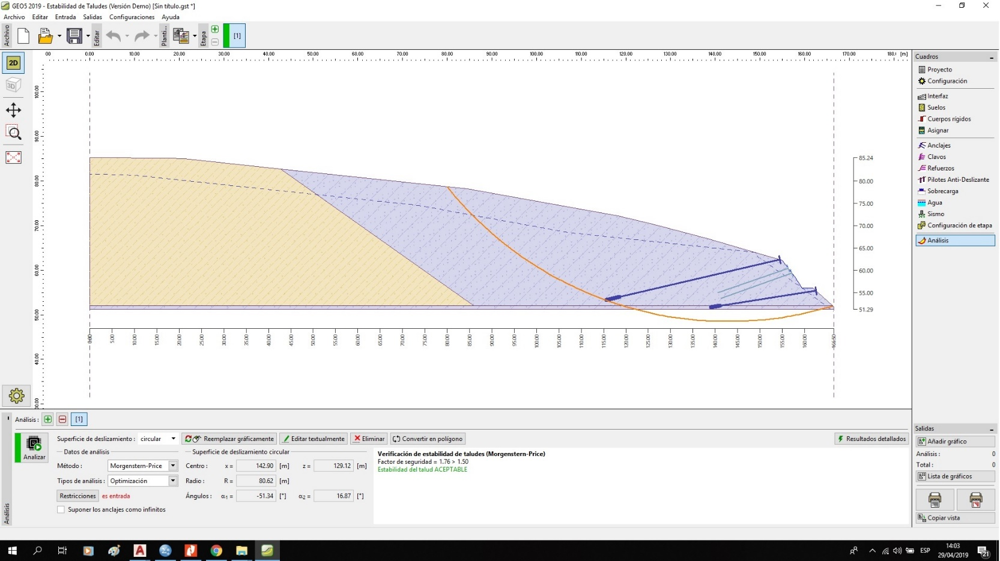 GEO5 2019 - Estabilidad de Taludes (Versión Demo) [Sin título.gst *]
Archivo Editar Entrada Salidas Configuraciones Ayuda
Archivo
Editar
Planti...
Etapa
[1]
2D
3D
00 0.00 10.00 20.00 30.00 40.00 50.00 60.00 70.00 80.00 90.00 100.00 110.00 120.00 130.00 140.00 150.00 160.00 170.00 180.( [m]
100.00
90.00
80.00
70.00
60.00
50.00
40.00
85.24
80.00
75.00
70.00
65.00
60.00
55.00
51.29
0.00 5.00 10.00 15.00 20.00 25.00 30.00 35.00 40.00 45.00 50.00 55.00 60.00 65.00 70.00 75.00 80.00 85.00 90.00 95.00 100.00 105.00 110.00 115.00 120.00 125.00 130.00 135.00 140.00 145.00 150.00 155.00 160.00 166.50
Cuadros
Proyecto
Configuración
Interfaz
Suelos
Cuerpos rígidos
Asignar
Anclajes
Clavos
Refuerzos
Pilotes Anti-Deslizante
Sobrecarga
Agua
Sismo
Configuración de etapa
Análisis
Análisis : [1]
Análisis
Analizar
Superficie de deslizamiento : circular Reemplazar gráficamente Editar textualmente Eliminar Convertir en polígono Resultados detallados
Datos de análisis
Método : Morgenstern-Price
Tipos de análisis : Optimización
Restricciones es entrada
Suponer los anclajes como infinitos
Superficie de deslizamiento circular
Centro : x = 142.90 [m] z = 129.12 [m]
Radio : R = 80.62 [m]
Ángulos : α1 = -51.34 [°] α2 = 16.87 [°]
Verificación de estabilidad de taludes (Morgenstern-Price)
Factor de seguridad = 1.76 > 1.50
Estabilidad del talud ACEPTABLE
Salidas
Añadir gráfico
Análisis : 0
Total : 0
Lista de gráficos
Copiar vista
ESP
14:03
29/04/2019
21